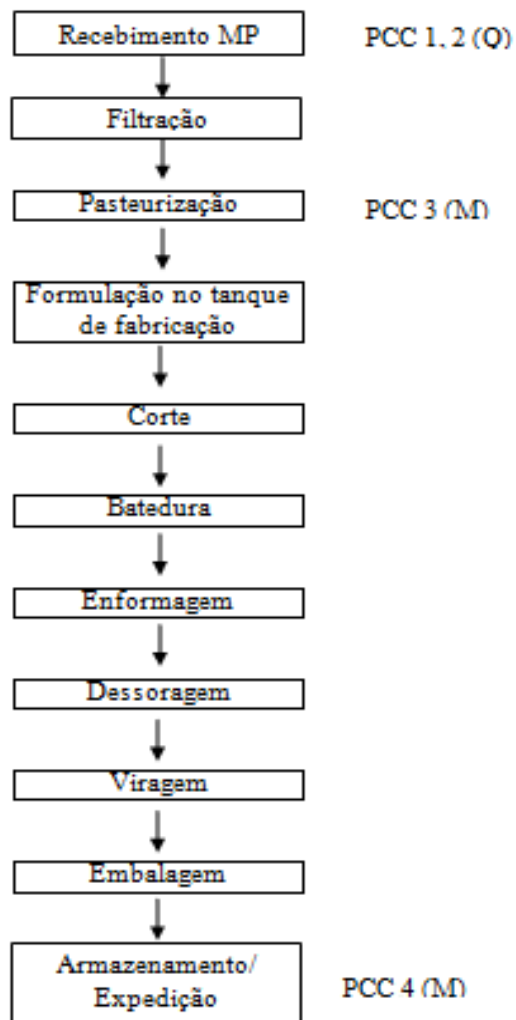 Recebimento MP
PCC 1, 2 (Q)
Filtração
Pasteurização
PCC 3 (M)
Formulação no tanque
de fabricação
Corte
Batedura
Enformagem
Dessoragem
Viragem
Embalagem
Armazenamento/
Expedição
PCC 4 (M)